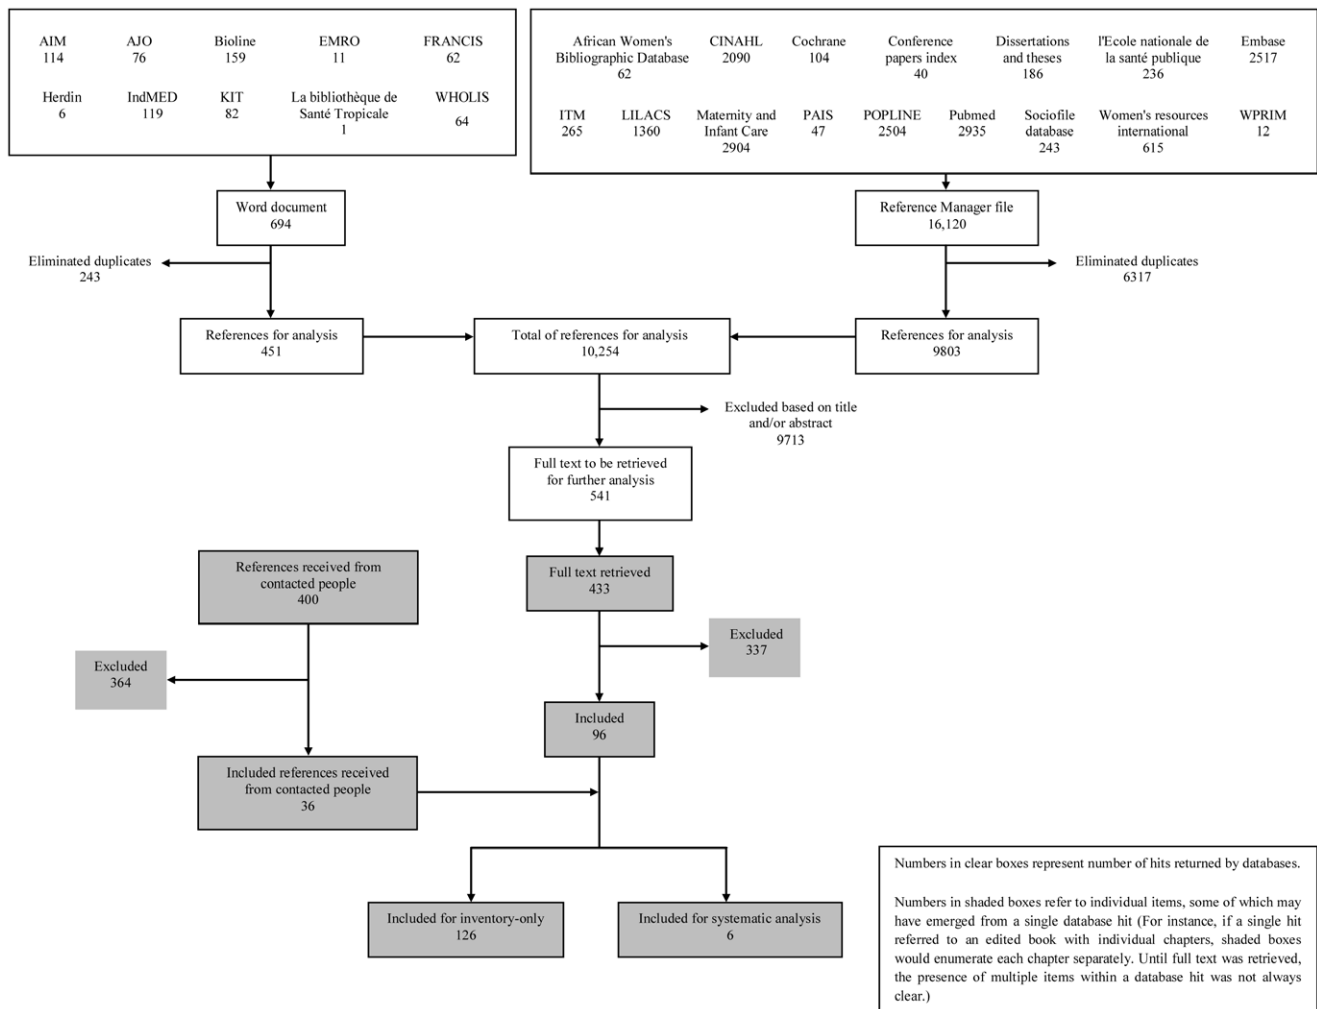 AIM
114
AJO
76
Bioline
159
EMRO
11
FRANCIS
62
Herdin
6
IndMED
119
KIT
82
La bibliothèque de
Santé Tropicale
1
WHOLIS
64
African Women's
Bibliographic Database
62
CINAHL
2090
Cochrane
104
Conference
papers index
40
Dissertations
and theses
186
l'Ecole nationale de
la santé publique
236
Embase
2517
ITM
265
LILACS
1360
Maternity and
Infant Care
2904
PAIS
47
POPLINE
2504
Pubmed
2935
Sociofile
database
243
Women's resources
international
615
WPRIM
12
Word document
694
Reference Manager file
16,120
Eliminated duplicates
243
Eliminated duplicates
6317
References for analysis
451
Total of references for analysis
10,254
References for analysis
9803
Excluded based on title
and/or abstract
9713
Full text to be retrieved
for further analysis
541
References received from
contacted people
400
Full text retrieved
433
Excluded
337
Excluded
364
Included
96
Included references received
from contacted people
36
Included for inventory-only
126
Included for systematic analysis
6
Numbers in clear boxes represent number of hits returned by databases.
Numbers in shaded boxes refer to individual items, some of which may
have emerged from a single database hit (For instance, if a single hit
referred to an edited book with individual chapters, shaded boxes
would enumerate each chapter separately. Until full text was retrieved,
the presence of multiple items within a database hit was not always
clear.)